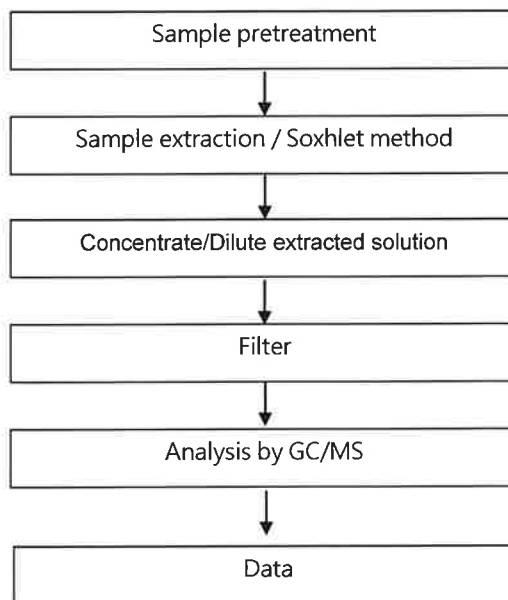 Sample pretreatment
Sample extraction / Soxhlet method
Concentrate/Dilute extracted solution
Filter
Analysis by GC/MS
Data